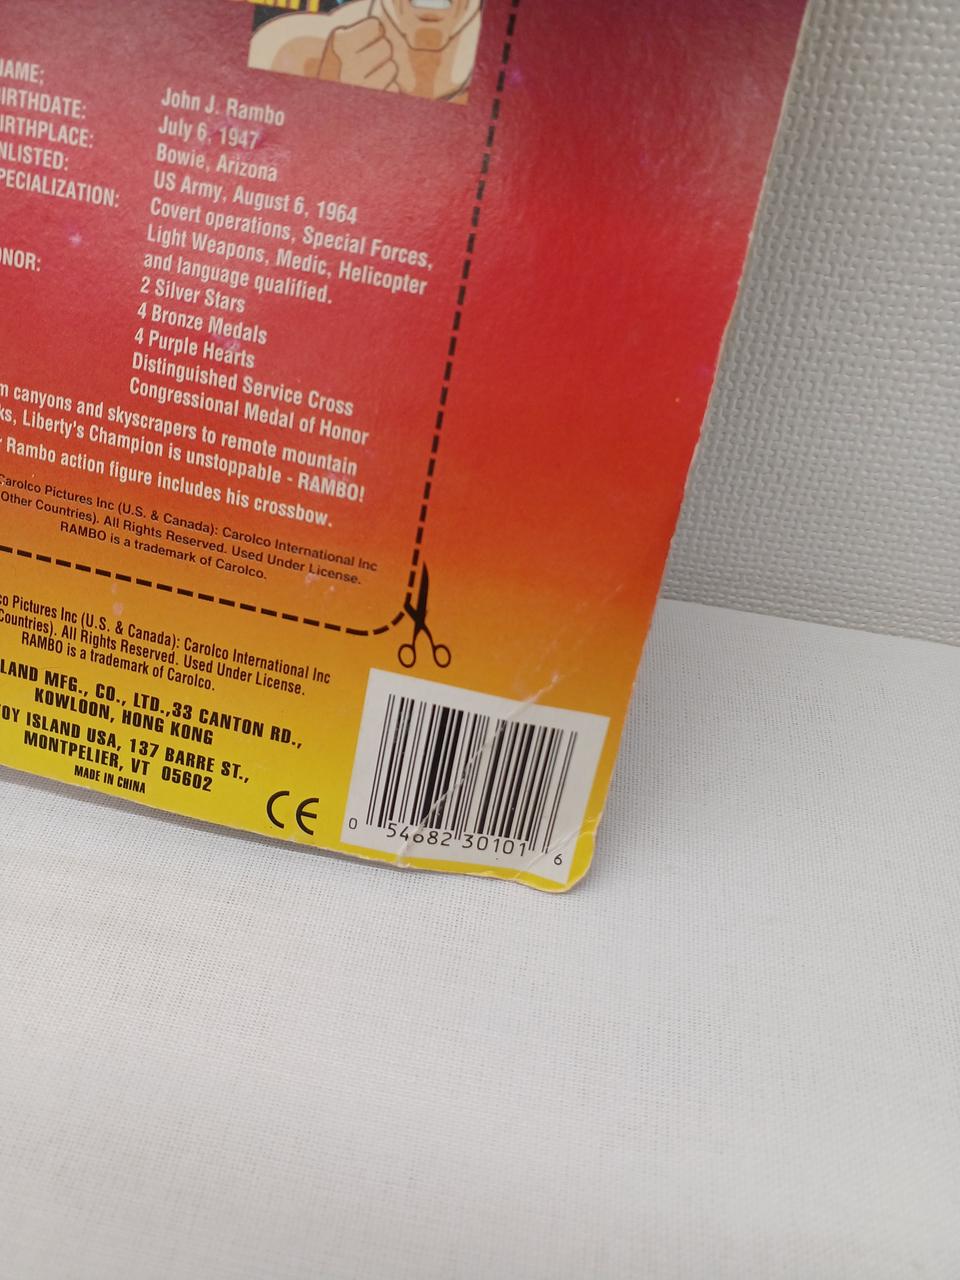 NAME;
John J. Rambo
BIRTHDATE:
July 6, 1947
BIRTHPLACE:
Bowie, Arizona
ENLISTED:
US Army, August 6, 1964
SPECIALIZATION:
Covert operations, Special Forces,
Light Weapons, Medic, Helicopter
and language qualified.
ONOR:
2 Silver Stars
4 Bronze Medals
4 Purple Hearts
Distinguished Service Cross
Congressional Medal of Honor
m canyons and skyscrapers to remote mountain
ks, Liberty's Champion is unstoppable - RAMBO!
r Rambo action figure includes his crossbow.
Carolco Pictures Inc (U.S. & Canada): Carolco International Inc
Other Countries). All Rights Reserved. Used Under License.
RAMBO is a trademark of Carolco.
co Pictures Inc (U.S. & Canada): Carolco International Inc
Countries). All Rights Reserved. Used Under License.
RAMBO is a trademark of Carolco.
LAND MFG., CO., LTD.,33 CANTON RD.,
KOWLOON, HONG KONG
OY ISLAND USA, 137 BARRE ST.,
MONTPELIER, VT 05602
MADE IN CHINA
CE
0 54682 30101 6